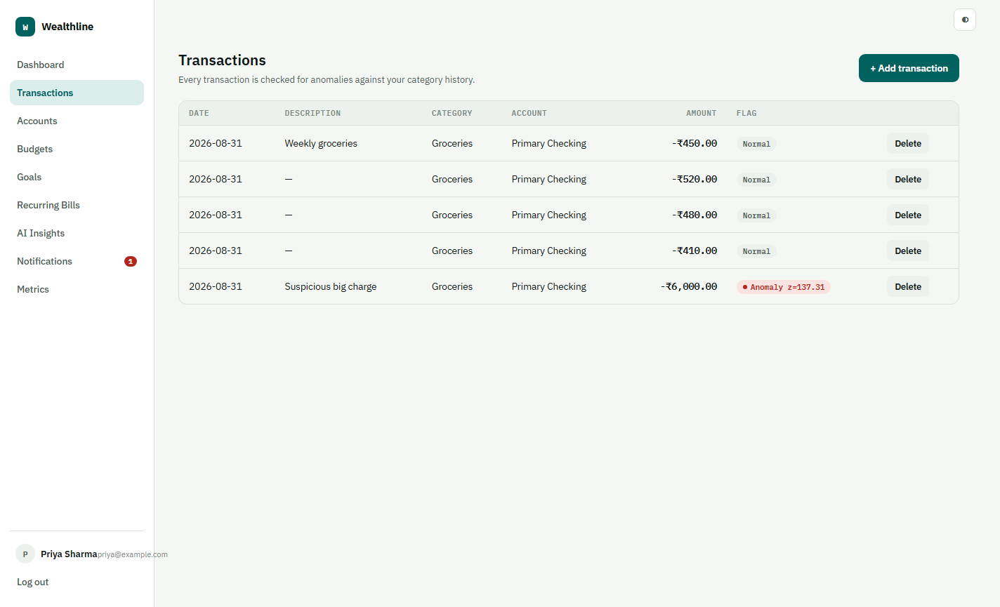 W Wealthline
Dashboard
Transactions
Accounts
Budgets
Goals
Recurring Bills
AI Insights
Notifications 1
Metrics
P Priya Sharma priya@example.com
Log out
Transactions
Every transaction is checked for anomalies against your category history.
+ Add transaction
DATE DESCRIPTION CATEGORY ACCOUNT AMOUNT FLAG
2026-08-31 Weekly groceries Groceries Primary Checking -₹450.00 Normal Delete
2026-08-31 — Groceries Primary Checking -₹520.00 Normal Delete
2026-08-31 — Groceries Primary Checking -₹480.00 Normal Delete
2026-08-31 — Groceries Primary Checking -₹410.00 Normal Delete
2026-08-31 Suspicious big charge Groceries Primary Checking -₹6,000.00 Anomaly z=137.31 Delete